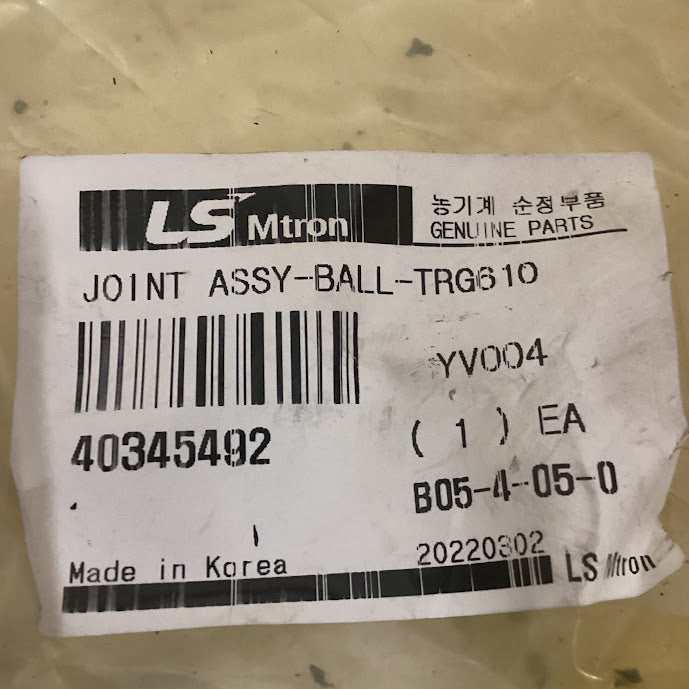 LS Mtron
농기계 순정부품
GENUINE PARTS
JOINT ASSY-BALL-TRG610
YV004
40345492
( 1 ) EA
B05-4-05-0
20220302
Made in Korea
LS Mtron